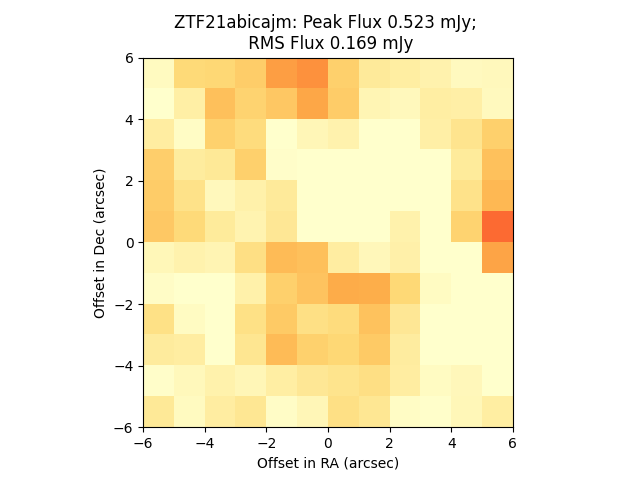 ZTF21abicajm: Peak Flux 0.523 mJy;
RMS Flux 0.169 mJy
6
4
2
0
−2
−4
−6
Offset in Dec (arcsec)
−6 −4 −2 0 2 4 6
Offset in RA (arcsec)